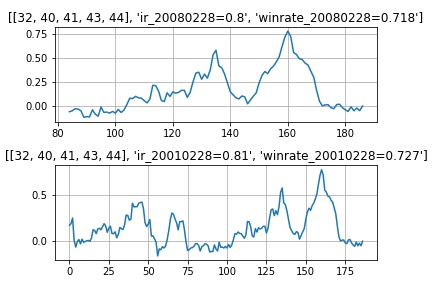 [[32, 40, 41, 43, 44], 'ir_20080228=0.8', 'winrate_20080228=0.718']
0.75
0.50
0.25
0.00
80 100 120 140 160 180
[[32, 40, 41, 43, 44], 'ir_20010228=0.81', 'winrate_20010228=0.727']
0.5
0.0
0 25 50 75 100 125 150 175